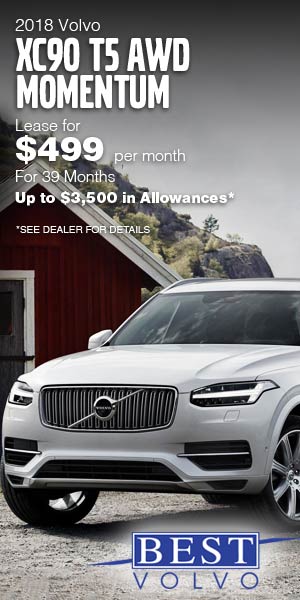 2018 Volvo
XC90 T5 AWD
MOMENTUM
Lease for
$499 per month
For 39 Months
Up to $3,500 in Allowances*
*SEE DEALER FOR DETAILS
VOLVO
BEST
VOLVO